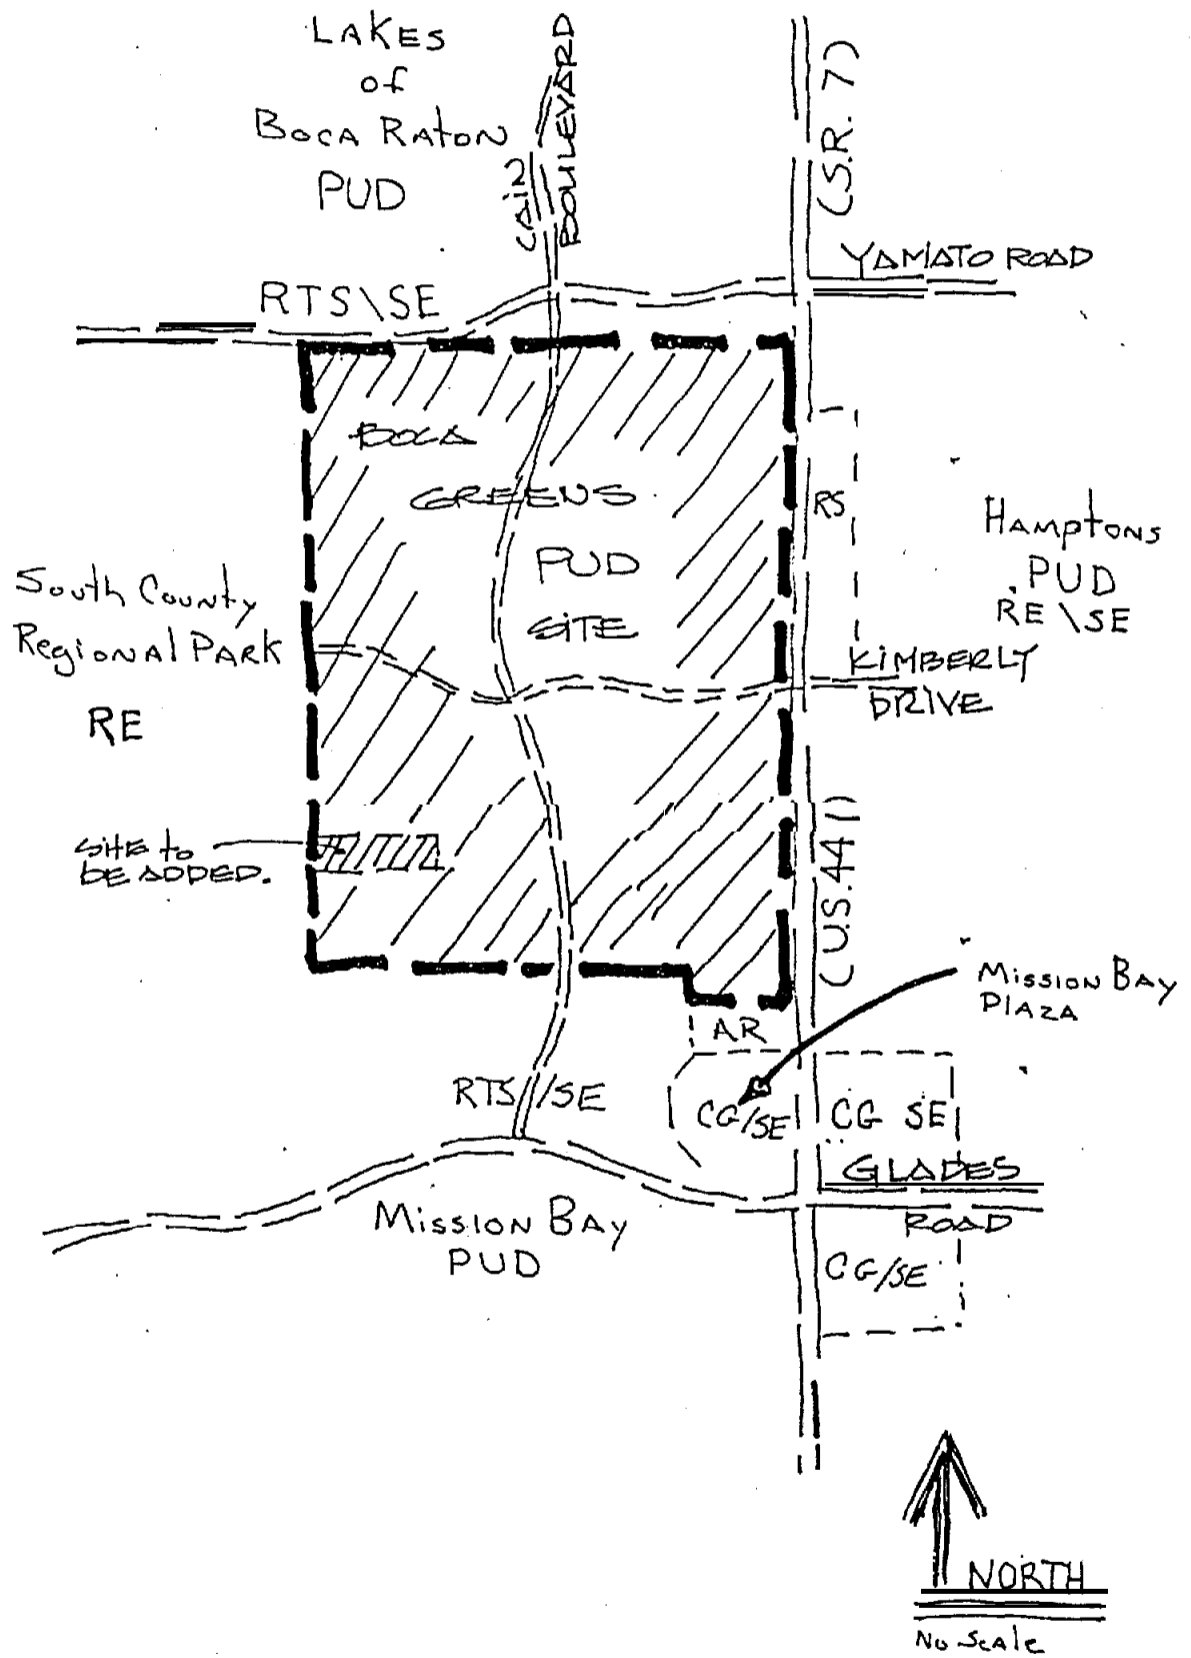 LAKES
of
BOCA RATON
PUD
CAIN
BOULEVARD
(S.R. 7)
YAMATO ROAD
RTS\SE
BOCA
GREENS
PUD
SITE
RS
Hamptons
PUD
RE\SE
South County
Regional Park
RE
KIMBERLY
DRIVE
SITE to
BE ADDED.
(U.S. 441)
Mission Bay
Plaza
AR
RTS/SE
CG/SE
CG SE
GLADES
ROAD
Mission Bay
PUD
CG/SE
NORTH
No Scale